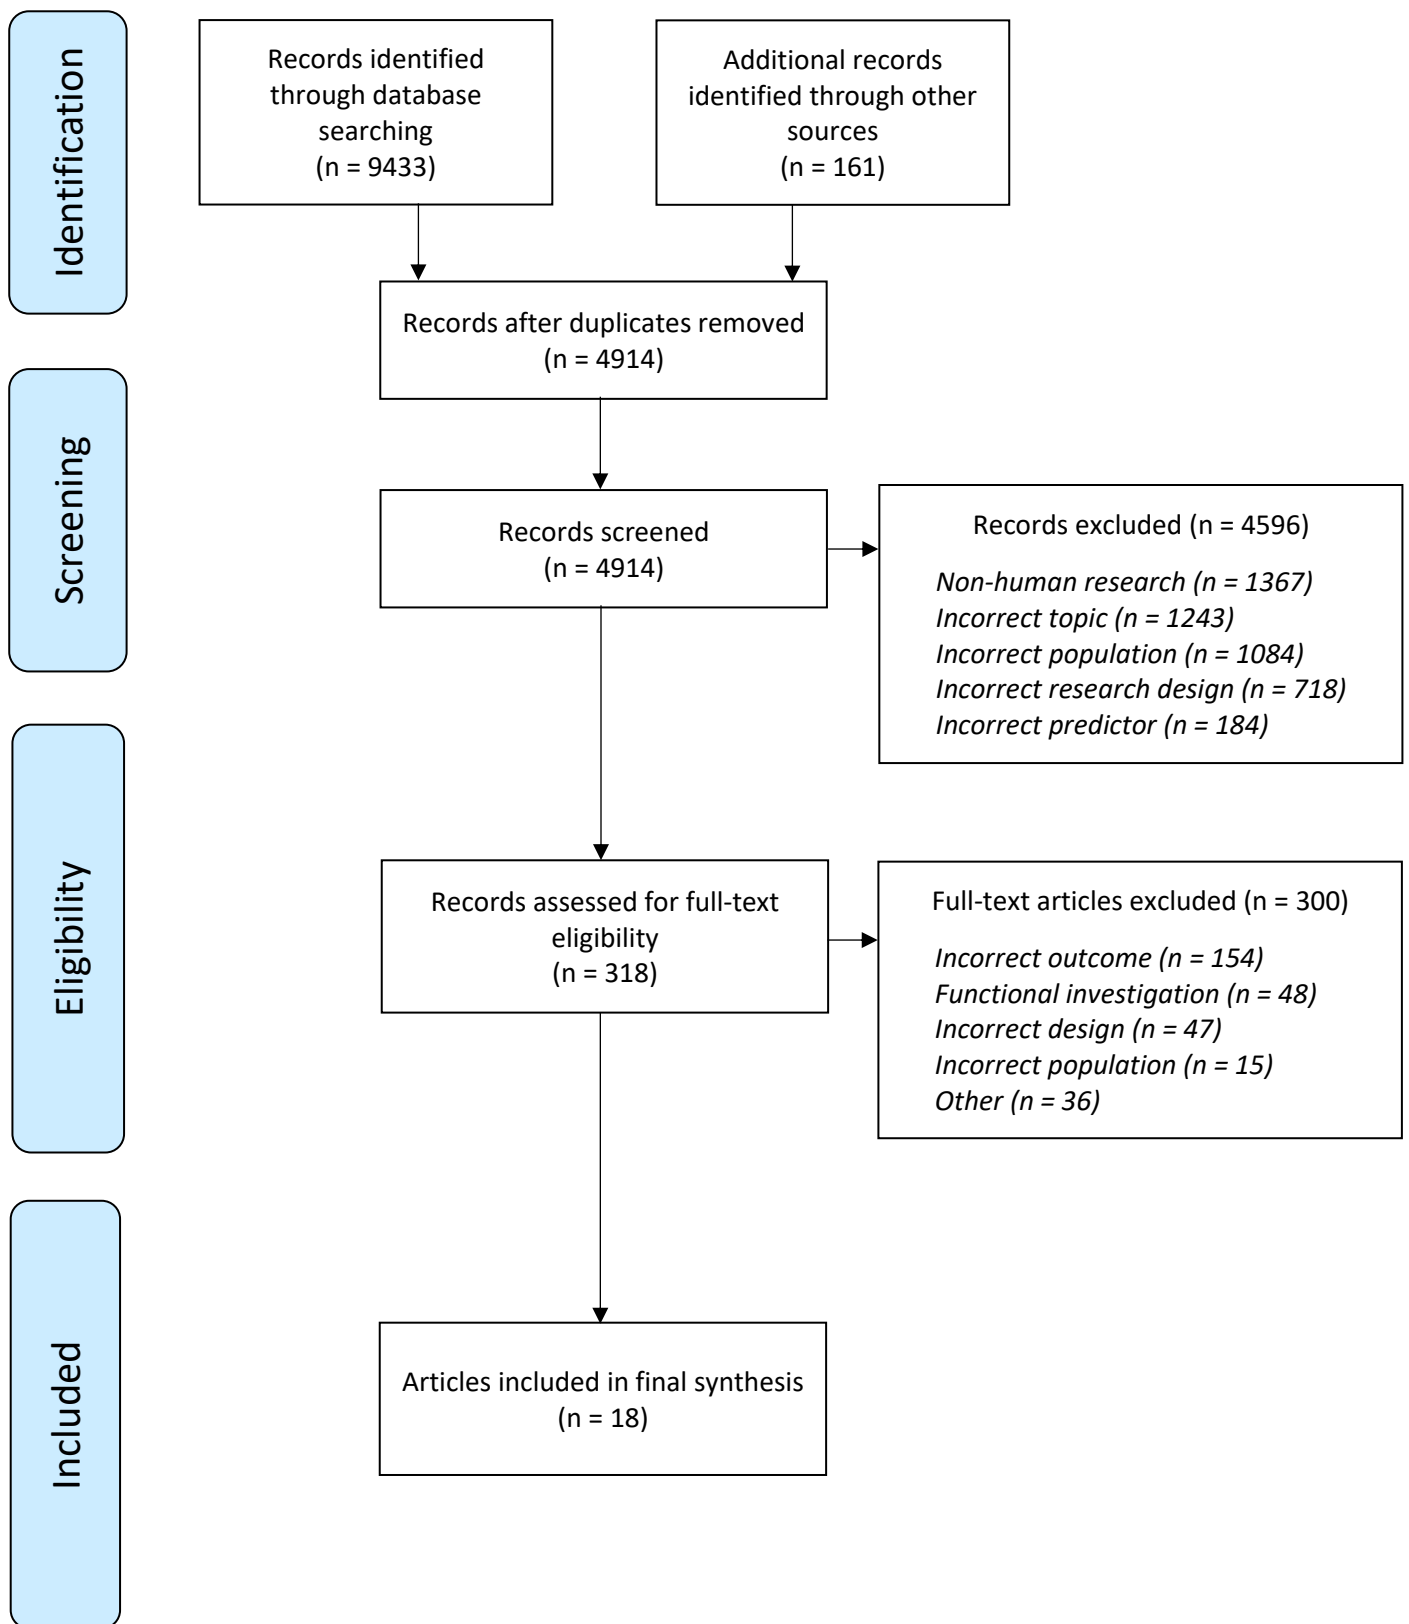 Identification
Records identified
through database
searching
(n = 9433)
Additional records
identified through other
sources
(n = 161)
Records after duplicates removed
(n = 4914)
Screening
Records screened
(n = 4914)
Records excluded (n = 4596)
Non-human research (n = 1367)
Incorrect topic (n = 1243)
Incorrect population (n = 1084)
Incorrect research design (n = 718)
Incorrect predictor (n = 184)
Eligibility
Records assessed for full-text
eligibility
(n = 318)
Full-text articles excluded (n = 300)
Incorrect outcome (n = 154)
Functional investigation (n = 48)
Incorrect design (n = 47)
Incorrect population (n = 15)
Other (n = 36)
Included
Articles included in final synthesis
(n = 18)